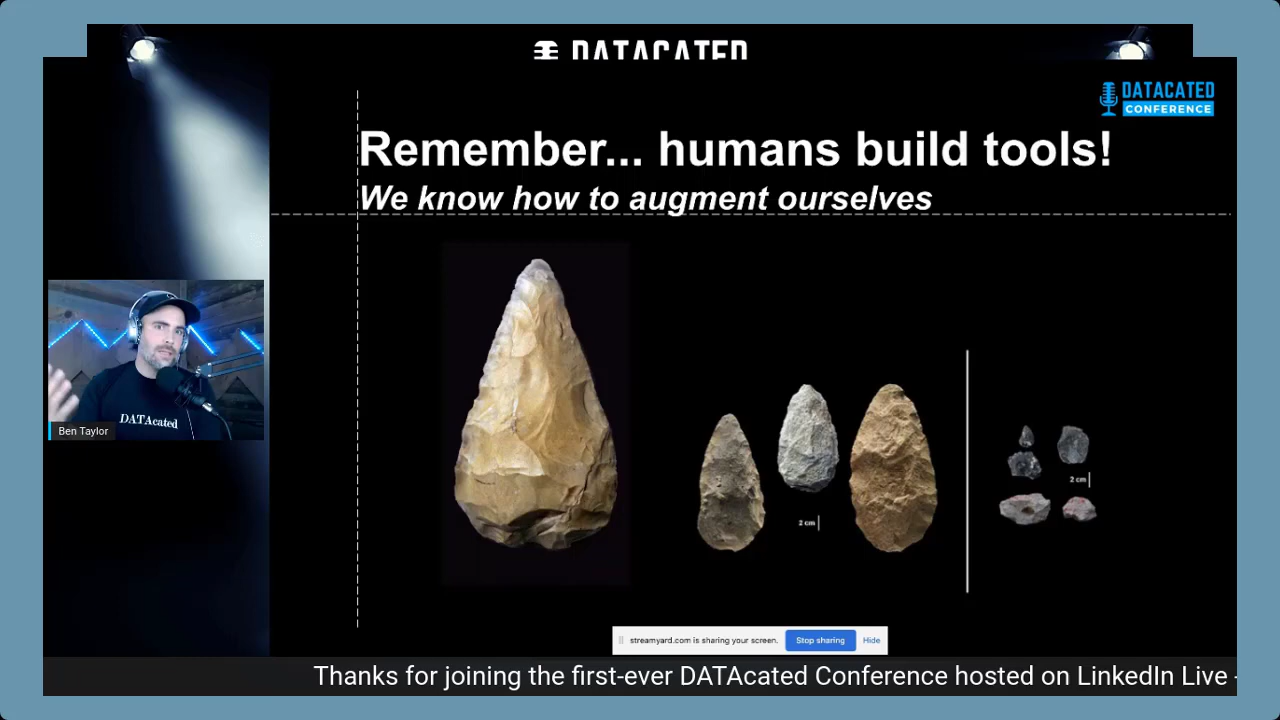 DATACATED
DATACATED
CONFERENCE
Remember... humans build tools!
We know how to augment ourselves
DATAcated
Ben Taylor
2 cm
2 cm
streamyard.com is sharing your screen.
Stop sharing
Hide
Thanks for joining the first-ever DATAcated Conference hosted on LinkedIn Live -